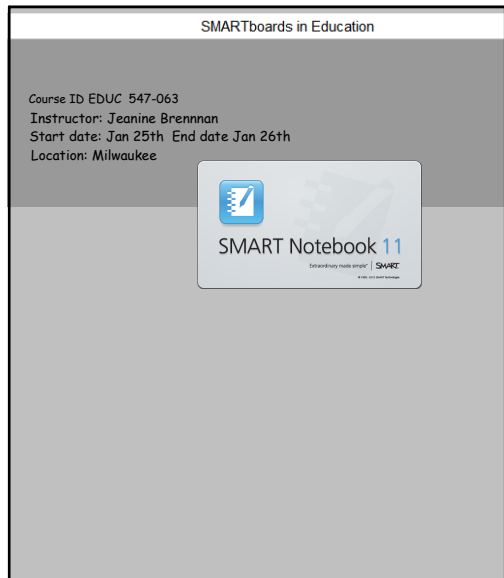 SMARTboards in Education
Course ID EDUC 547-063
Instructor: Jeanine Brennnan
Start date: Jan 25th End date Jan 26th
Location: Milwaukee
SMART Notebook 11
Extraordinary made simple™ | SMART